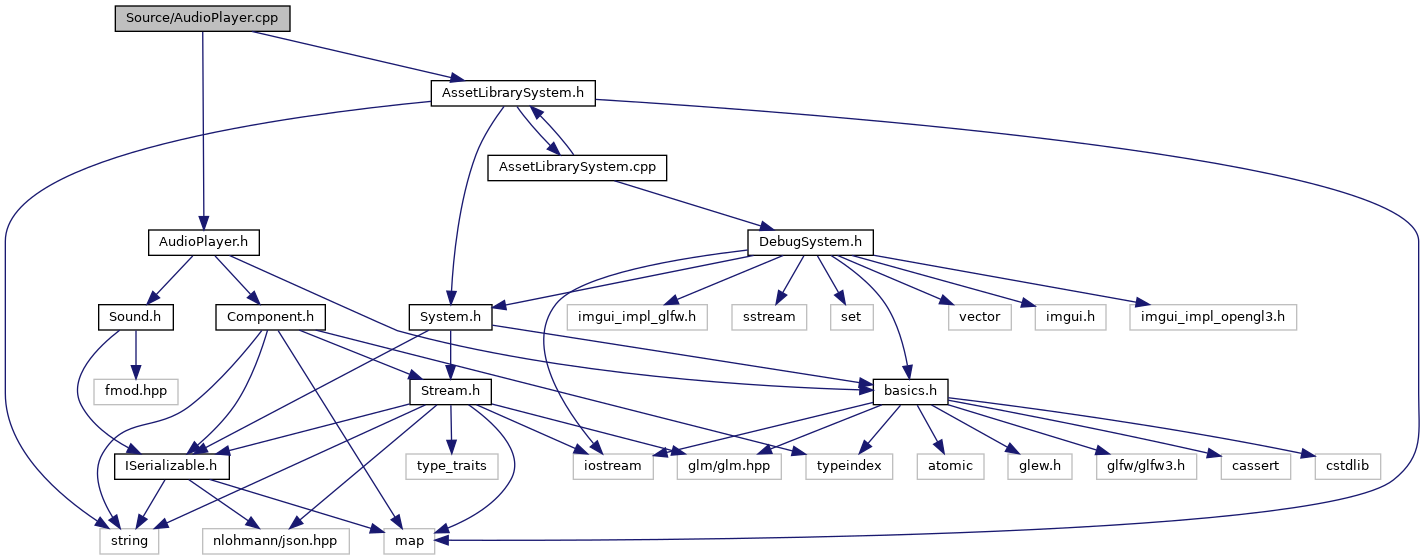 Source/AudioPlayer.cpp
AssetLibrarySystem.h
AssetLibrarySystem.cpp
AudioPlayer.h
DebugSystem.h
Sound.h
Component.h
System.h
imgui_impl_glfw.h
sstream
set
vector
imgui.h
imgui_impl_opengl3.h
fmod.hpp
Stream.h
basics.h
ISerializable.h
type_traits
iostream
glm/glm.hpp
typeindex
atomic
glew.h
glfw/glfw3.h
cassert
cstdlib
string
nlohmann/json.hpp
map